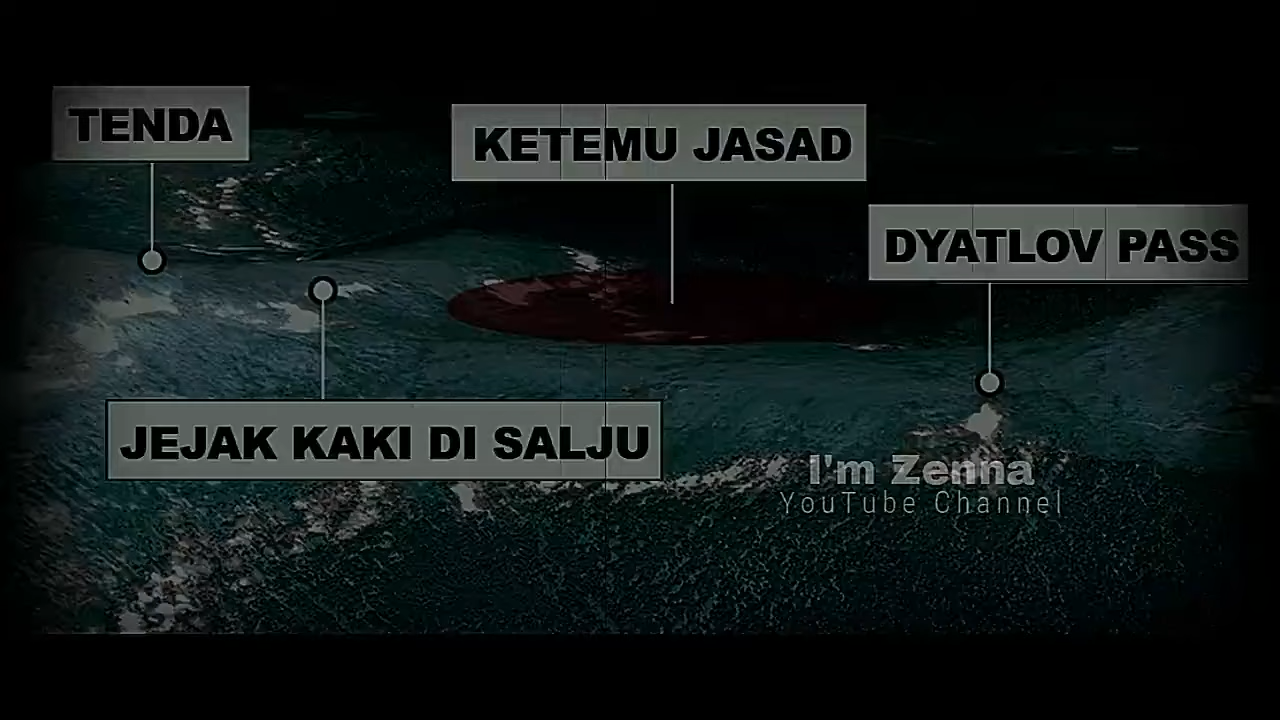 TENDA
KETEMU JASAD
DYATLOV PASS
JEJAK KAKI DI SALJU
I'm Zenna
YouTube Channel